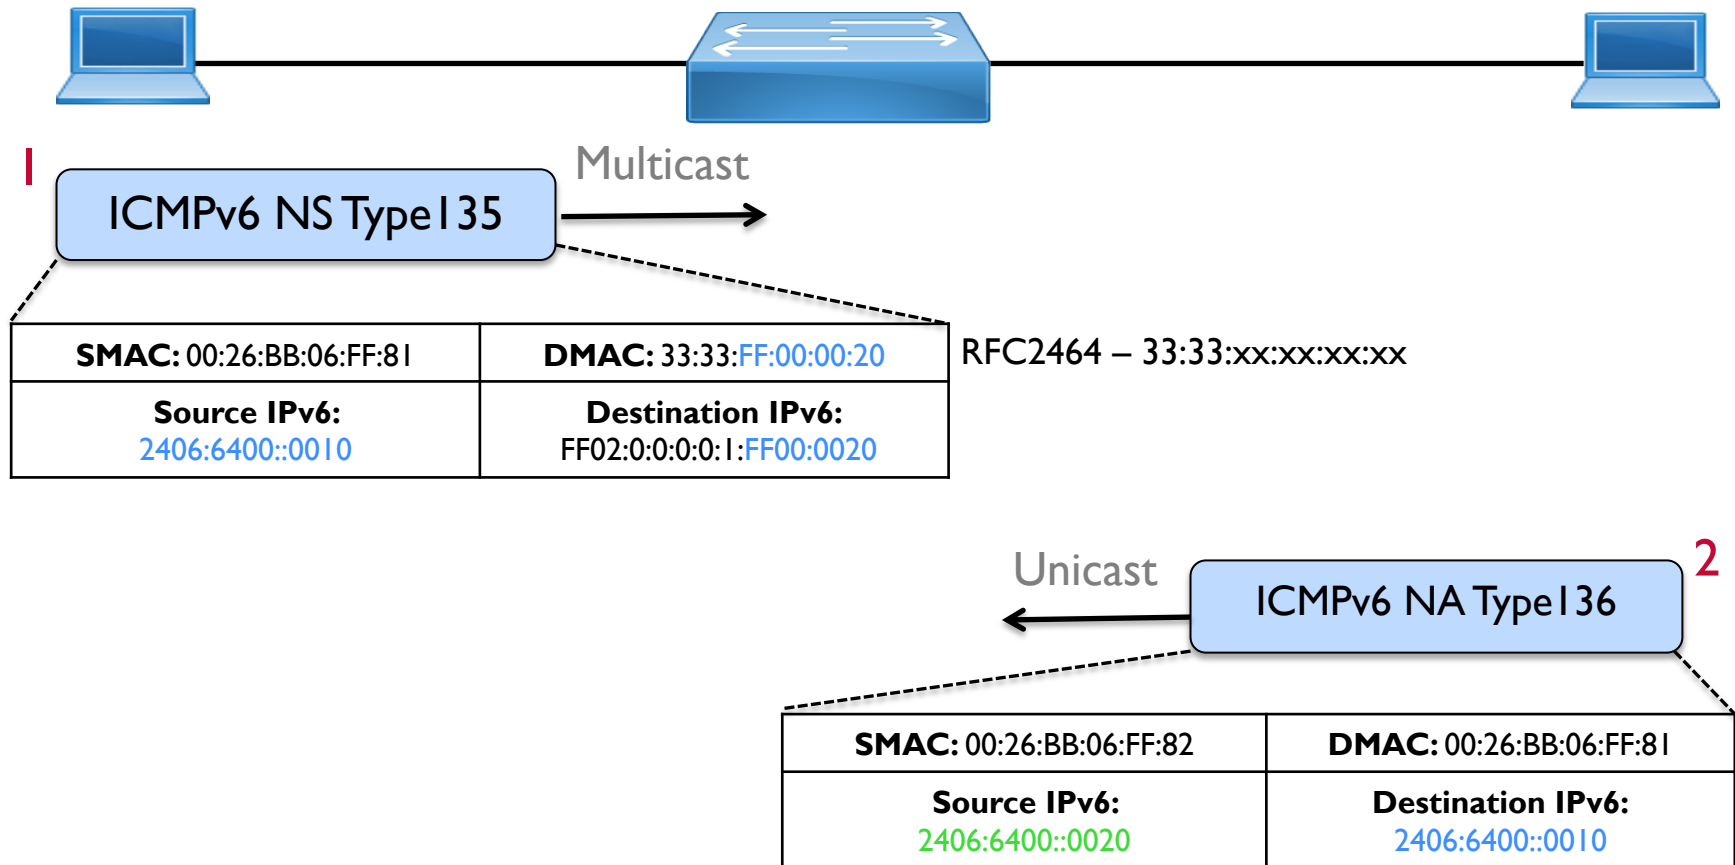 1
Multicast
ICMPv6 NS Type135
SMAC: 00:26:BB:06:FF:81
DMAC: 33:33:FF:00:00:20
RFC2464 – 33:33:xx:xx:xx:xx
Source IPv6:
2406:6400::0010
Destination IPv6:
FF02:0:0:0:0:1:FF00:0020
Unicast
2
ICMPv6 NA Type136
SMAC: 00:26:BB:06:FF:82
DMAC: 00:26:BB:06:FF:81
Source IPv6:
2406:6400::0020
Destination IPv6:
2406:6400::0010